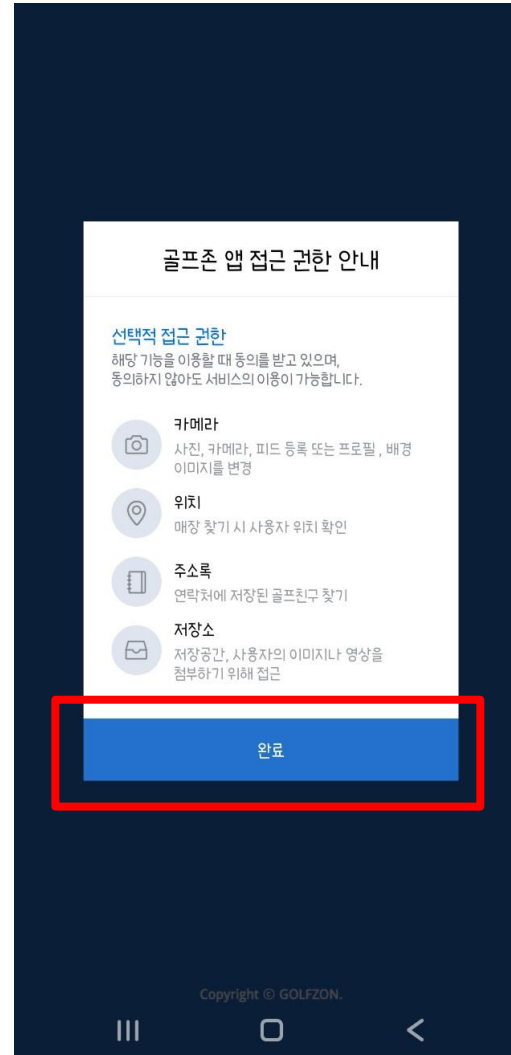 골프존 앱 접근 권한 안내
선택적 접근 권한
해당 기능을 이용할 때 동의를 받고 있으며,
동의하지 않아도 서비스의 이용이 가능합니다.
카메라
사진, 카메라, 피드 등록 또는 프로필, 배경
이미지를 변경
위치
매장 찾기 시 사용자 위치 확인
주소록
연락처에 저장된 골프친구 찾기
저장소
저장공간, 사용자의 이미지나 영상을
첨부하기 위해 접근
완료
Copyright © GOLFZON.